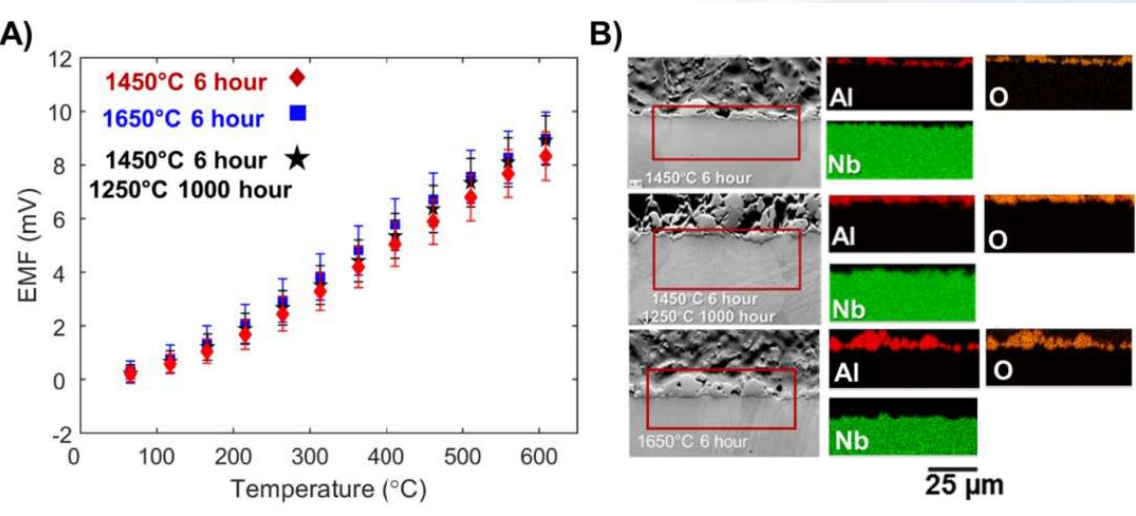 A)
12
10
8
6
4
2
0
-2
EMF (mV)
1450°C 6 hour
1650°C 6 hour
1450°C 6 hour
1250°C 1000 hour
0 100 200 300 400 500 600
Temperature (°C)
B)
1450°C 6 hour
Al
O
Nb
1450°C 6 hour
1250°C 1000 hour
Al
O
Nb
1650°C 6 hour
Al
O
Nb
25 µm